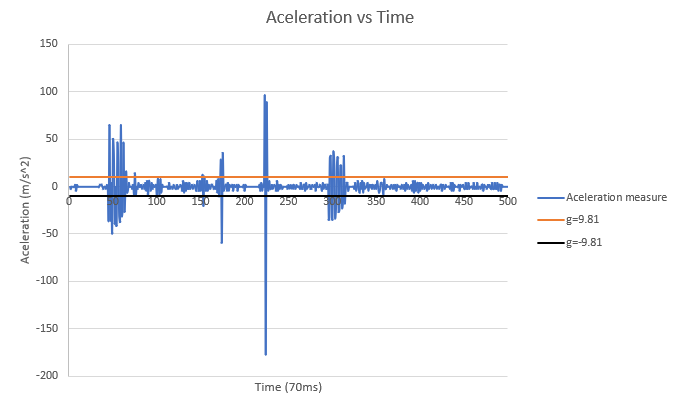 Aceleration vs Time
150
100
50
0
-50
-100
-150
-200
0 50 100 150 200 250 300 350 400 450 500
Aceleration (m/s^2)
Time (70ms)
Aceleration measure
g=9.81
g=-9.81